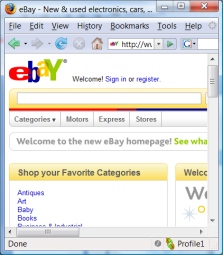 eBay - New & used electronics, cars, ...
File Edit View History Bookmarks Tools Help
http://w
G
ebY
Welcome! Sign in or register.
Categories ▾ Motors Express Stores
Welcome to the new eBay homepage! See wha
Shop your Favorite Categories
Welco
We
Antiques
Art
Baby
Books
Business & Industrial
Done
Profile1